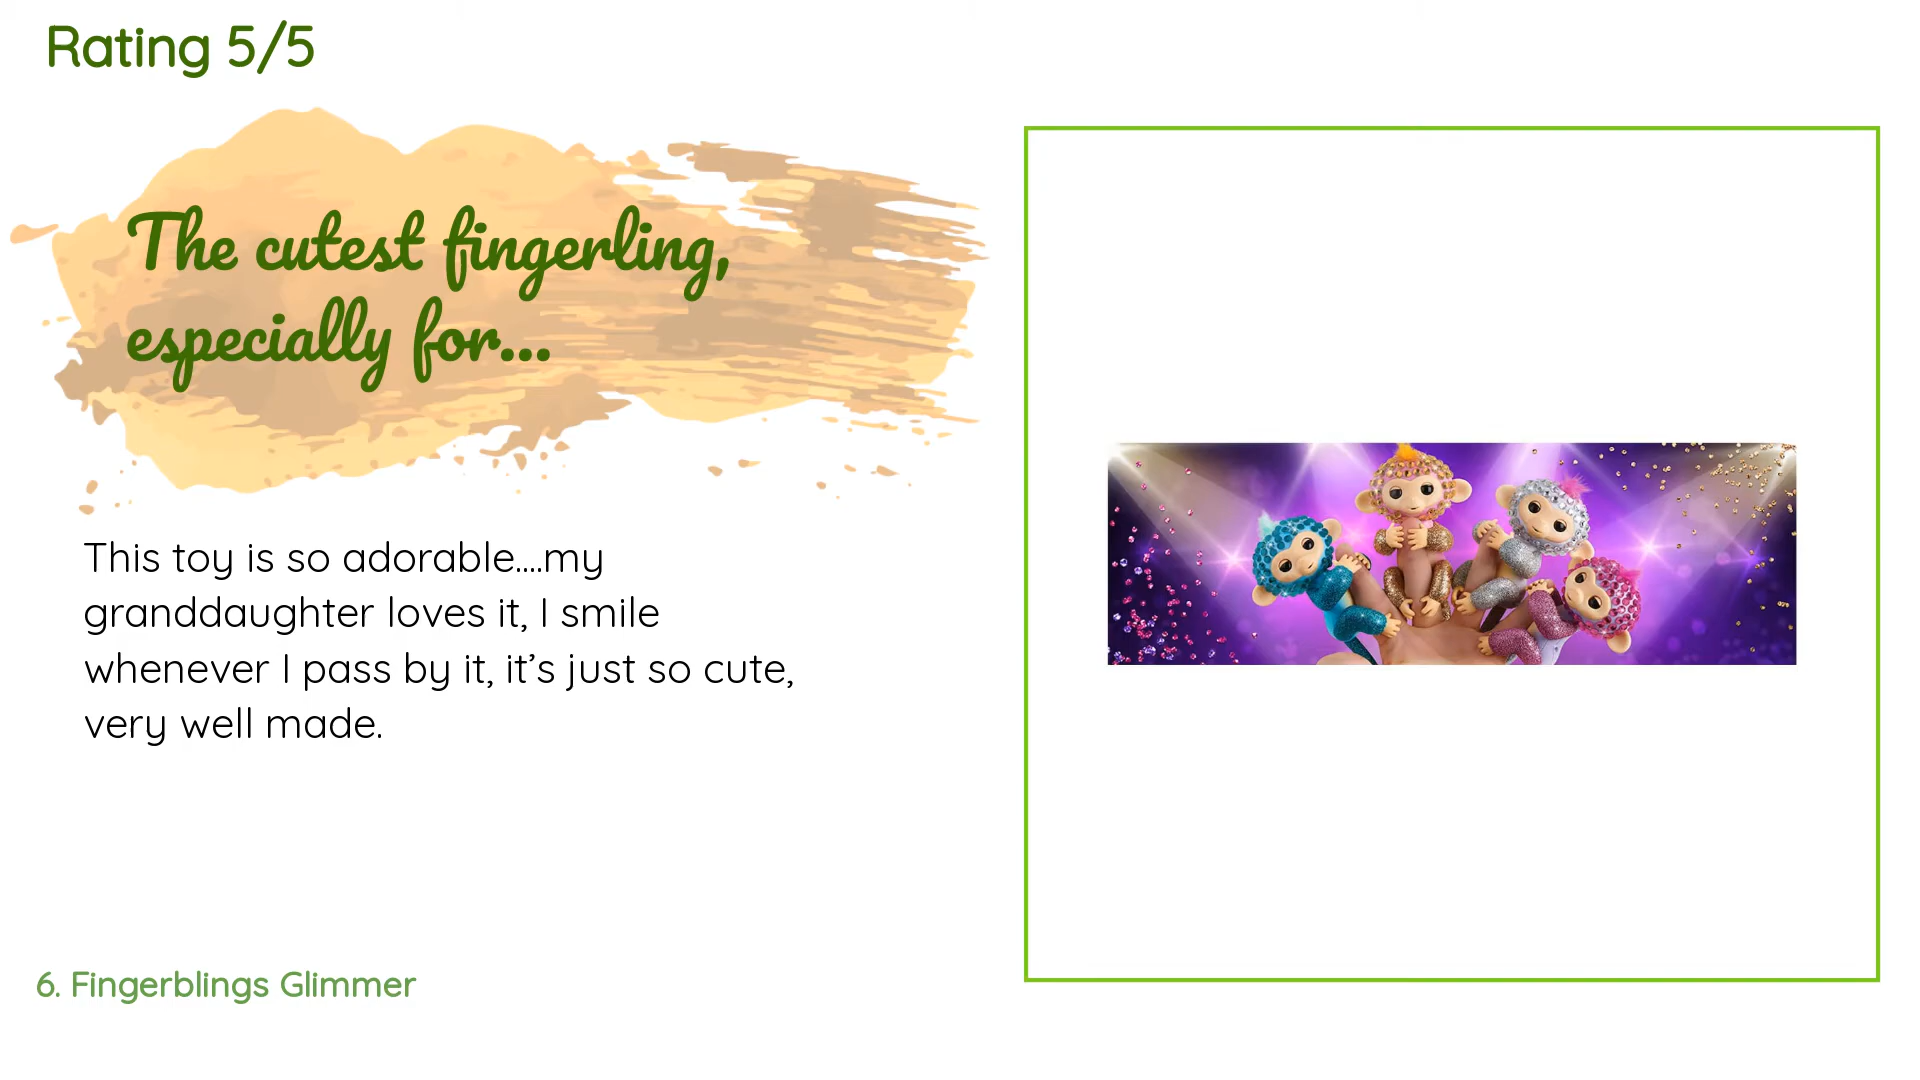 Rating 5/5
The cutest fingerling,
especially for...
This toy is so adorable....my
granddaughter loves it, I smile
whenever I pass by it, it’s just so cute,
very well made.
6. Fingerblings Glimmer